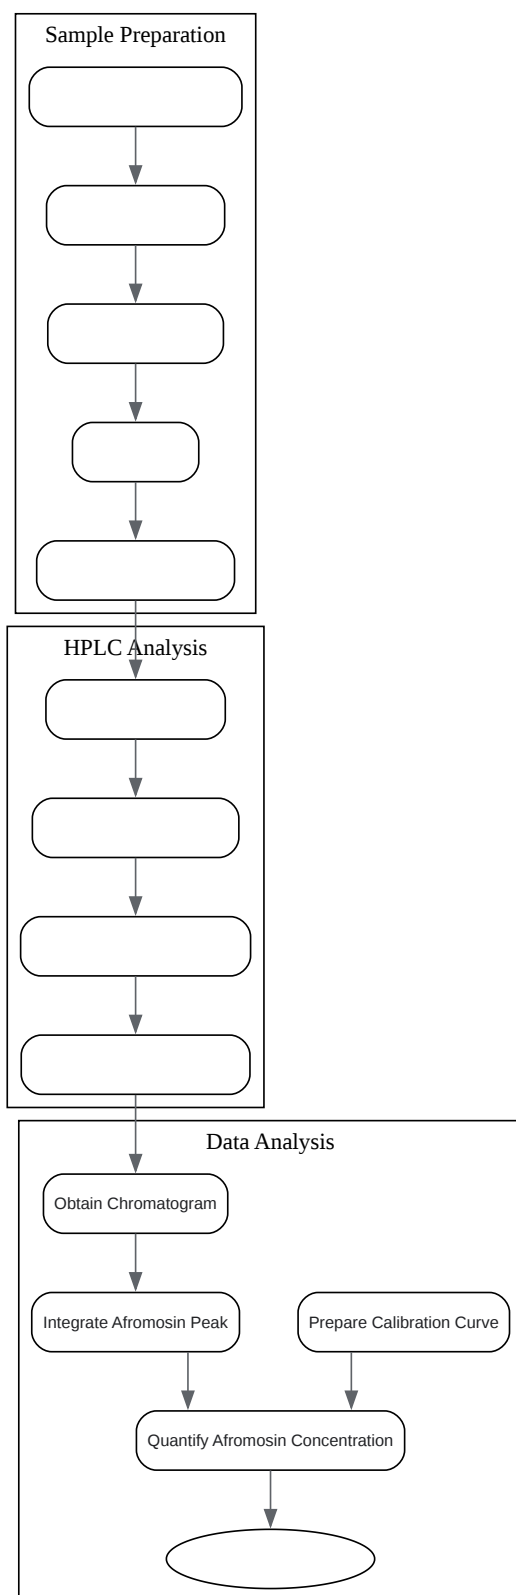 Sample Preparation
HPLC Analysis
Data Analysis
Obtain Chromatogram
Integrate Afromosin Peak
Prepare Calibration Curve
Quantify Afromosin Concentration